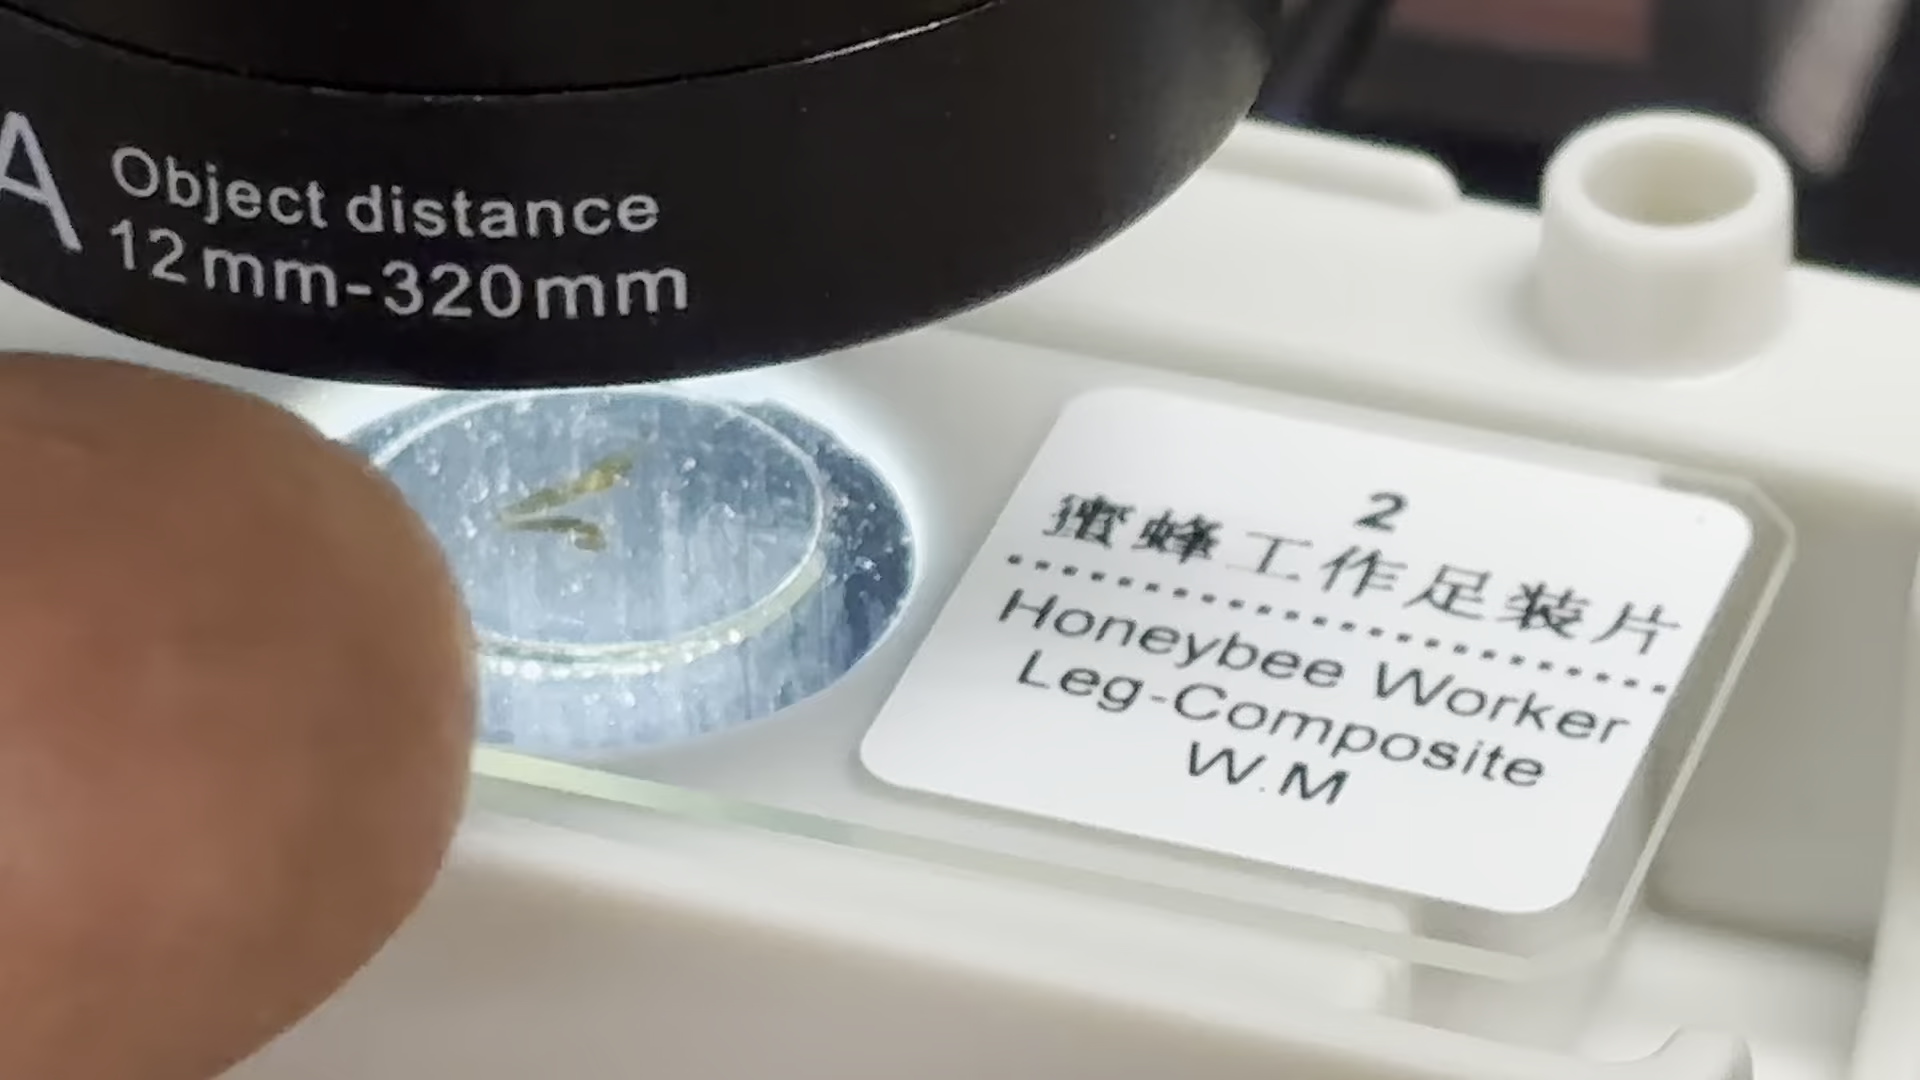 A
Object distance
12mm-320mm
2
蜜蜂工作足装片
Honeybee Worker
Leg-Composite
W.M